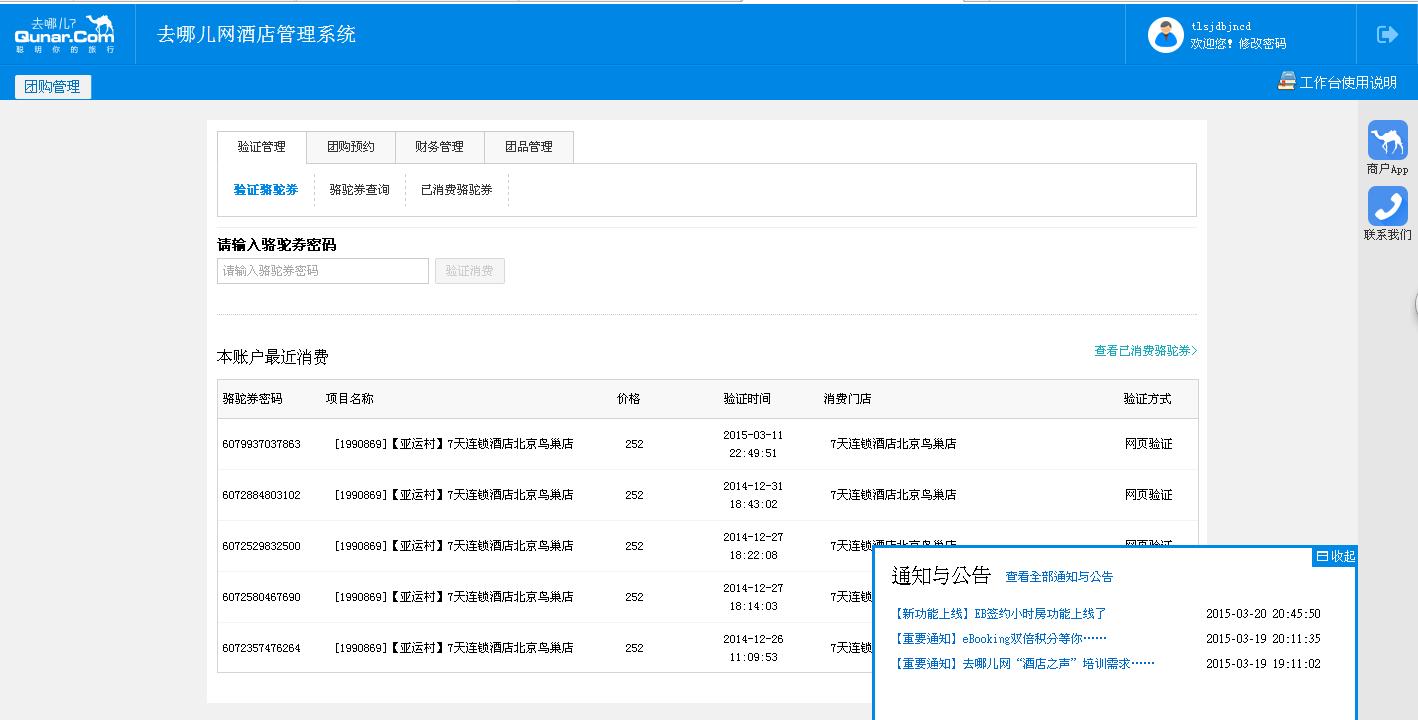 去哪儿?
Qunar.Com
聪明你的旅行
去哪儿网酒店管理系统
tlsjdbjncd
欢迎您! 修改密码
团购管理
工作台使用说明
验证管理 团购预约 财务管理 团品管理
验证骆驼券 骆驼券查询 已消费骆驼券
商户App
联系我们
请输入骆驼券密码
请输入骆驼券密码 验证消费
本账户最近消费 查看已消费骆驼券>
骆驼券密码 项目名称 价格 验证时间 消费门店 验证方式
6079937037863 [1990869]【亚运村】7天连锁酒店北京鸟巢店 252 2015-03-11 22:49:51 7天连锁酒店北京鸟巢店 网页验证
6072884803102 [1990869]【亚运村】7天连锁酒店北京鸟巢店 252 2014-12-31 18:43:02 7天连锁酒店北京鸟巢店 网页验证
6072529832500 [1990869]【亚运村】7天连锁酒店北京鸟巢店 252 2014-12-27 18:22:08 7天连锁酒店北京鸟巢店 网页验证
6072580467690 [1990869]【亚运村】7天连锁酒店北京鸟巢店 252 2014-12-27 18:14:03 7天连锁
6072357476264 [1990869]【亚运村】7天连锁酒店北京鸟巢店 252 2014-12-26 11:09:53 7天连锁
收起
通知与公告 查看全部通知与公告
【新功能上线】EB签约小时房功能上线了 2015-03-20 20:45:50
【重要通知】eBooking双倍积分等你…… 2015-03-19 20:11:35
【重要通知】去哪儿网“酒店之声”培训需求…… 2015-03-19 19:11:02